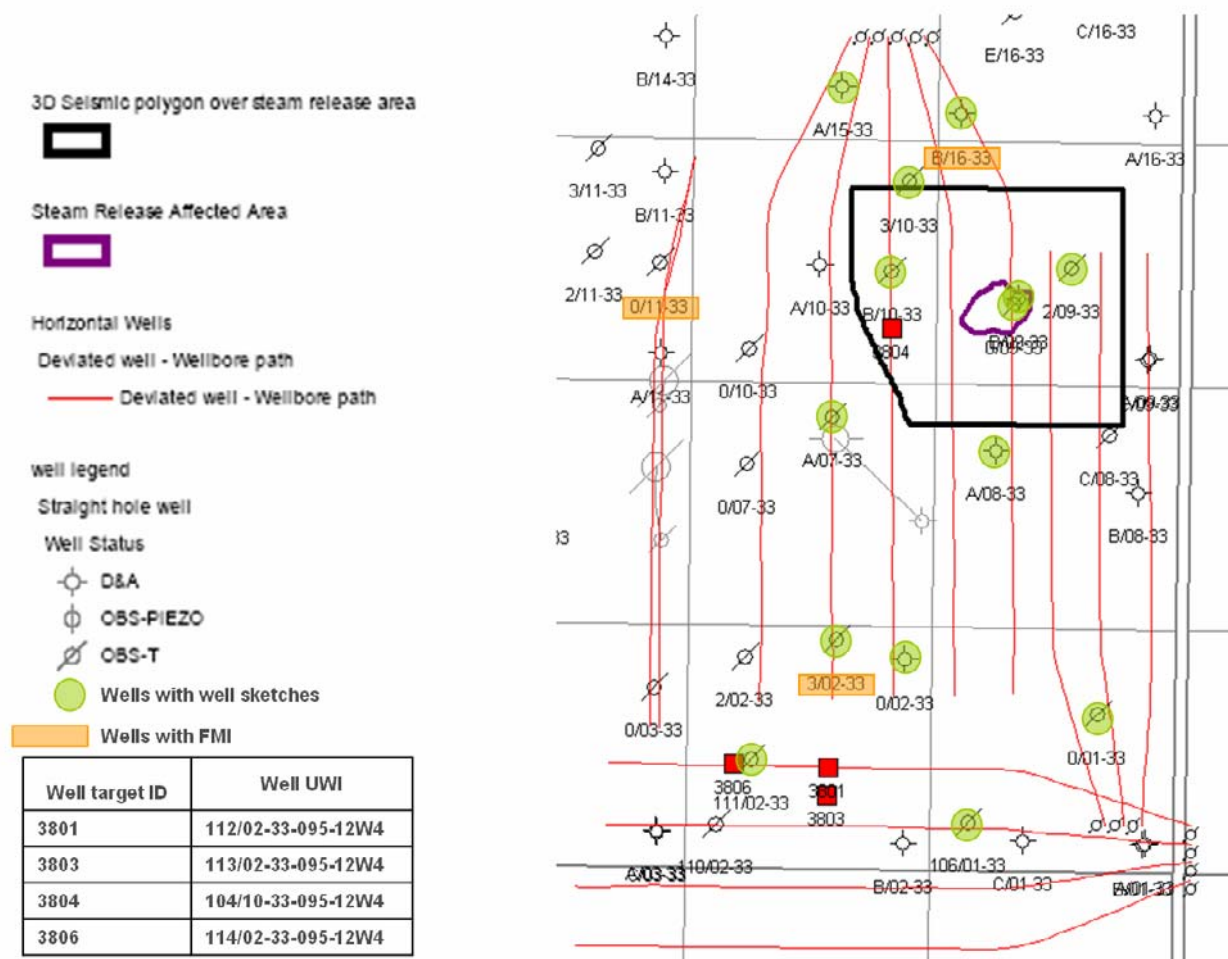 3D Seismic polygon over steam release area
Steam Release Affected Area
Horizontal Wells
Deviated well - Wellbore path
Deviated well - Wellbore path
well legend
Straight hole well
Well Status
D&A
OBS-PIEZO
OBS-T
Wells with well sketches
Wells with FMI
Well target ID Well UWI
3801 112/02-33-095-12W4
3803 113/02-33-095-12W4
3804 104/10-33-095-12W4
3806 114/02-33-095-12W4
C/16-33
E/16-33
B/14-33
A/15-33
B/16-33
A/16-33
3/11-33
B/11-33
3/10-33
2/11-33
0/11-33
A/10-33
B/10-33
2/09-33
3804
A/11-33
0/10-33
A/07-33
A/08-33
C/08-33
0/07-33
B/08-33
33
3/02-33
2/02-33
0/02-33
0/03-33
0/01-33
3806
3801
111/02-33
3803
110/02-33
B/02-33
106/01-33
C/01-33